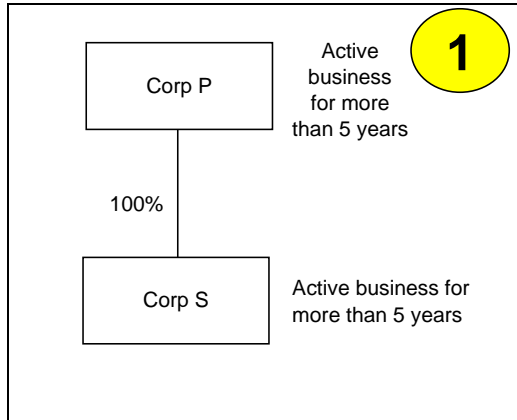 Active
business
for more
than 5 years
1
Corp P
100%
Corp S
Active business for
more than 5 years